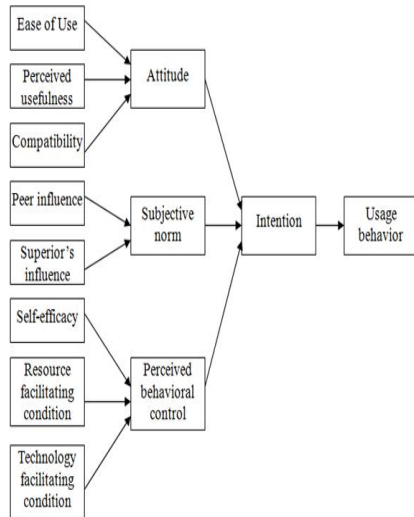 Ease of Use
Perceived
usefulness
Compatibility
Attitude
Peer influence
Superior's
influence
Subjective
norm
Intention
Usage
behavior
Self-efficacy
Resource
facilitating
condition
Technology
facilitating
condition
Perceived
behavioral
control